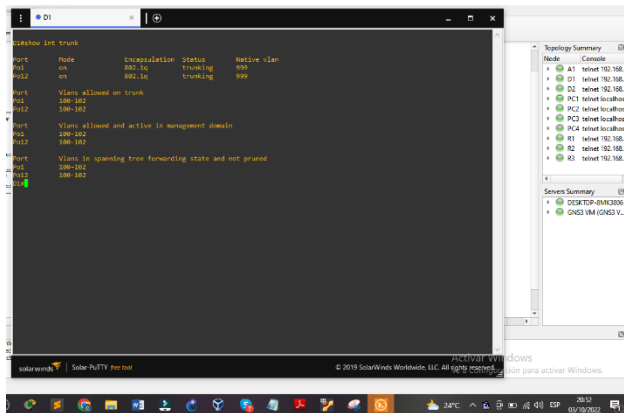 D1
D1#show int trunk
Port Mode Encapsulation Status Native vlan
Po1 on 802.1q trunking 999
Po12 on 802.1q trunking 999
Port Vlans allowed on trunk
Po1 100-102
Po12 100-102
Port Vlans allowed and active in management domain
Po1 100-102
Po12 100-102
Port Vlans in spanning tree forwarding state and not pruned
Po1 100-102
Po12 100-102
D1#
solarwinds Solar-PuTTY free tool
© 2019 SolarWinds Worldwide, LLC. All rights reserved.
Topology Summary
Node Console
A1 telnet 192.168.
D1 telnet 192.168.
D2 telnet 192.168.
PC1 telnet localhos
PC2 telnet localhos
PC3 telnet localhos
PC4 telnet localhos
R1 telnet 192.168.
R2 telnet 192.168.
R3 telnet 192.168.
Servers Summary
DESKTOP-8MK3806
GNS3 VM (GNS3 V...
Activar Windows
ción para activar Windows.
24°C
ESP
20:52
03/10/2022